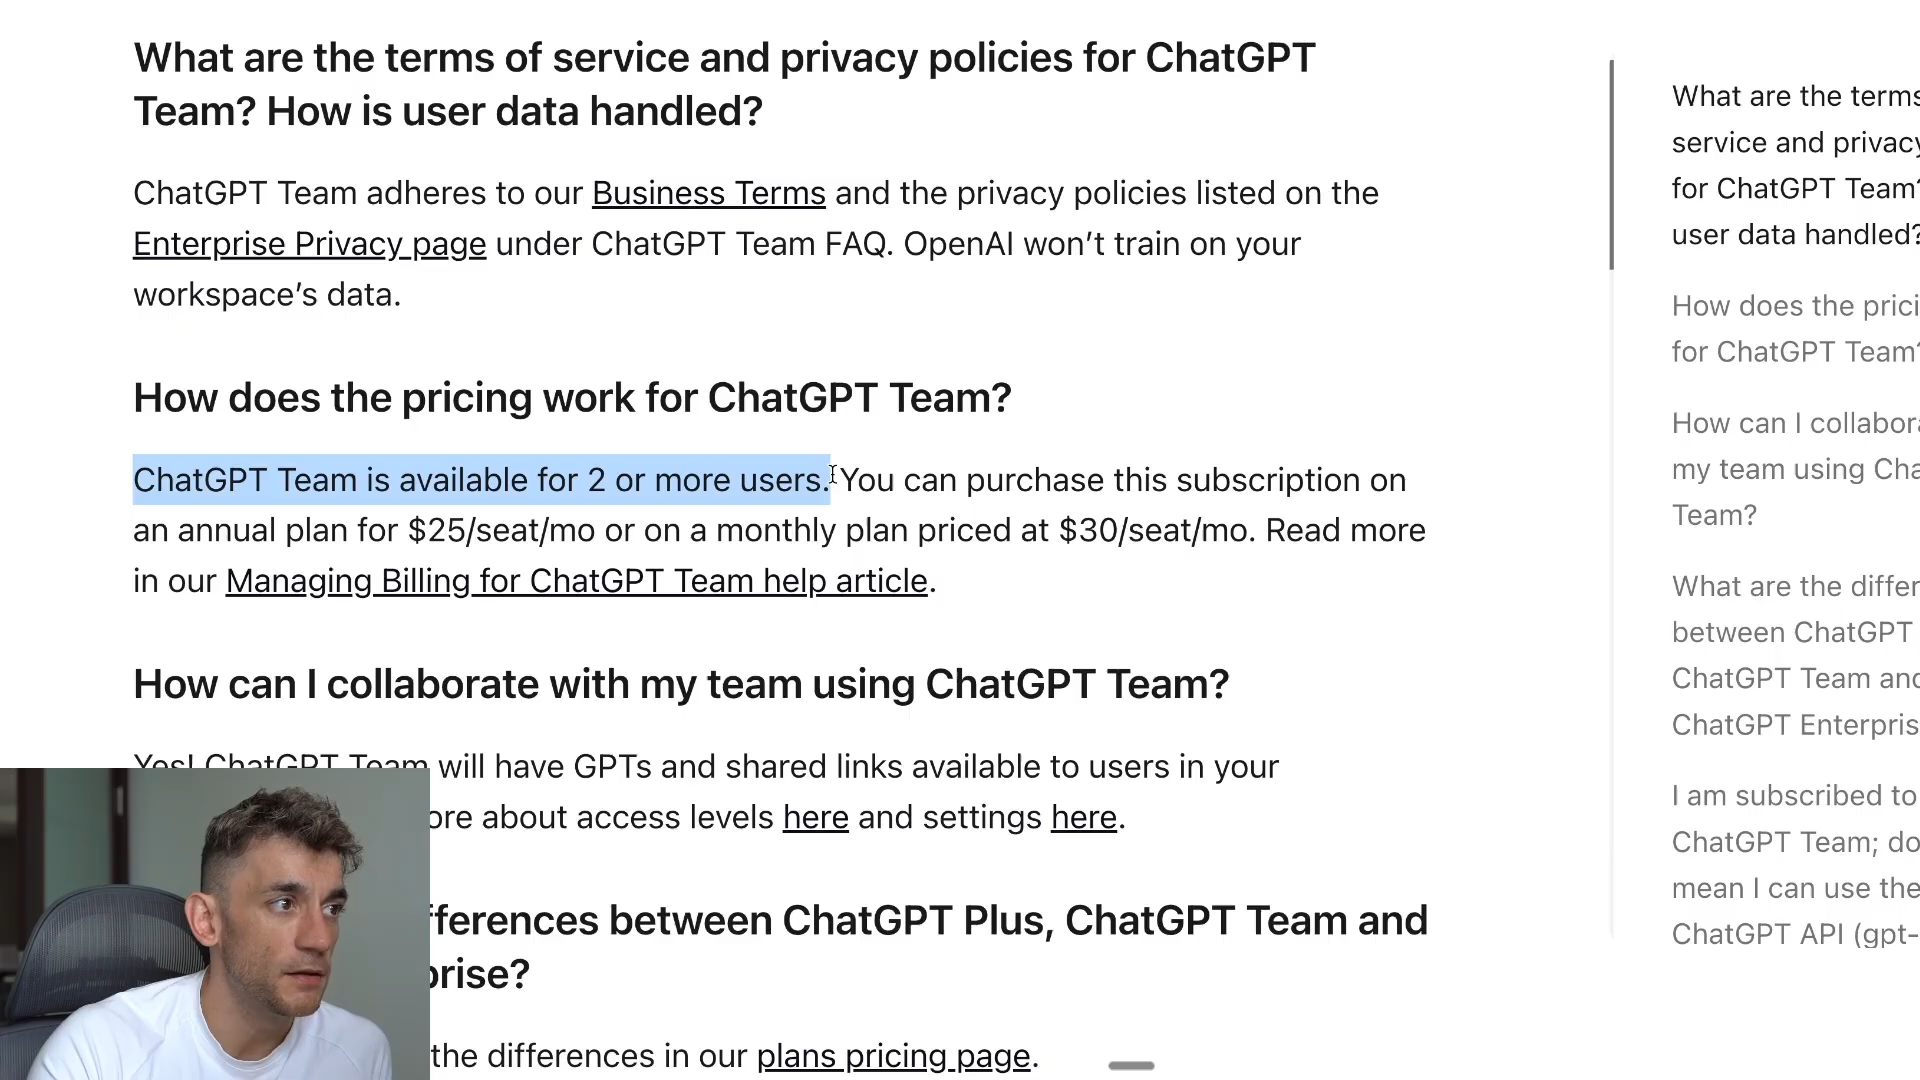 What are the terms of service and privacy policies for ChatGPT
Team? How is user data handled?
ChatGPT Team adheres to our Business Terms and the privacy policies listed on the
Enterprise Privacy page under ChatGPT Team FAQ. OpenAI won’t train on your
workspace’s data.
How does the pricing work for ChatGPT Team?
ChatGPT Team is available for 2 or more users. You can purchase this subscription on
an annual plan for $25/seat/mo or on a monthly plan priced at $30/seat/mo. Read more
in our Managing Billing for ChatGPT Team help article.
How can I collaborate with my team using ChatGPT Team?
Yes! ChatGPT Team will have GPTs and shared links available to users in your
ore about access levels here and settings here.
fferences between ChatGPT Plus, ChatGPT Team and
prise?
the differences in our plans pricing page.
What are the terms
service and privacy
for ChatGPT Team?
user data handled?
How does the prici
for ChatGPT Team?
How can I collabora
my team using Cha
Team?
What are the differ
between ChatGPT
ChatGPT Team and
ChatGPT Enterpris
I am subscribed to
ChatGPT Team; do
mean I can use the
ChatGPT API (gpt-